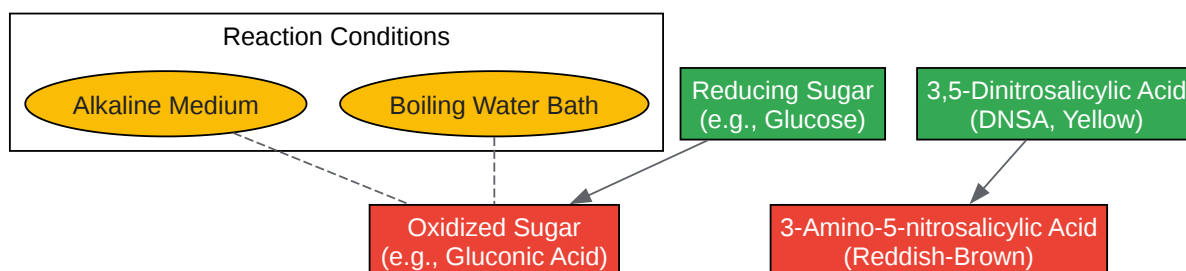 Reaction Conditions
Alkaline Medium
Boiling Water Bath
Reducing Sugar
(e.g., Glucose)
3,5-Dinitrosalicylic Acid
(DNSA, Yellow)
Oxidized Sugar
(e.g., Gluconic Acid)
3-Amino-5-nitrosalicylic Acid
(Reddish-Brown)